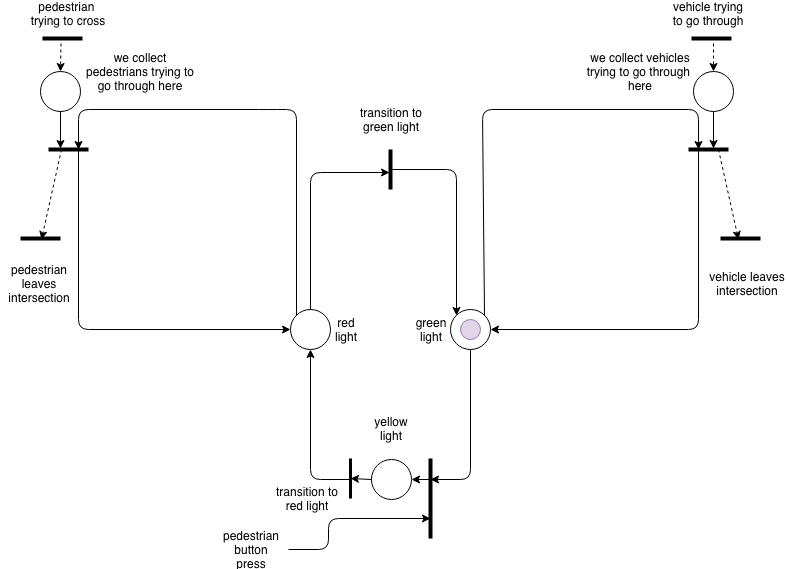 pedestrian
trying to cross
vehicle trying
to go through
we collect
pedestrians trying to
go through here
we collect vehicles
trying to go through
here
transition to
green light
pedestrian
leaves
intersection
vehicle leaves
intersection
red
light
green
light
yellow
light
transition to
red light
pedestrian
button
press